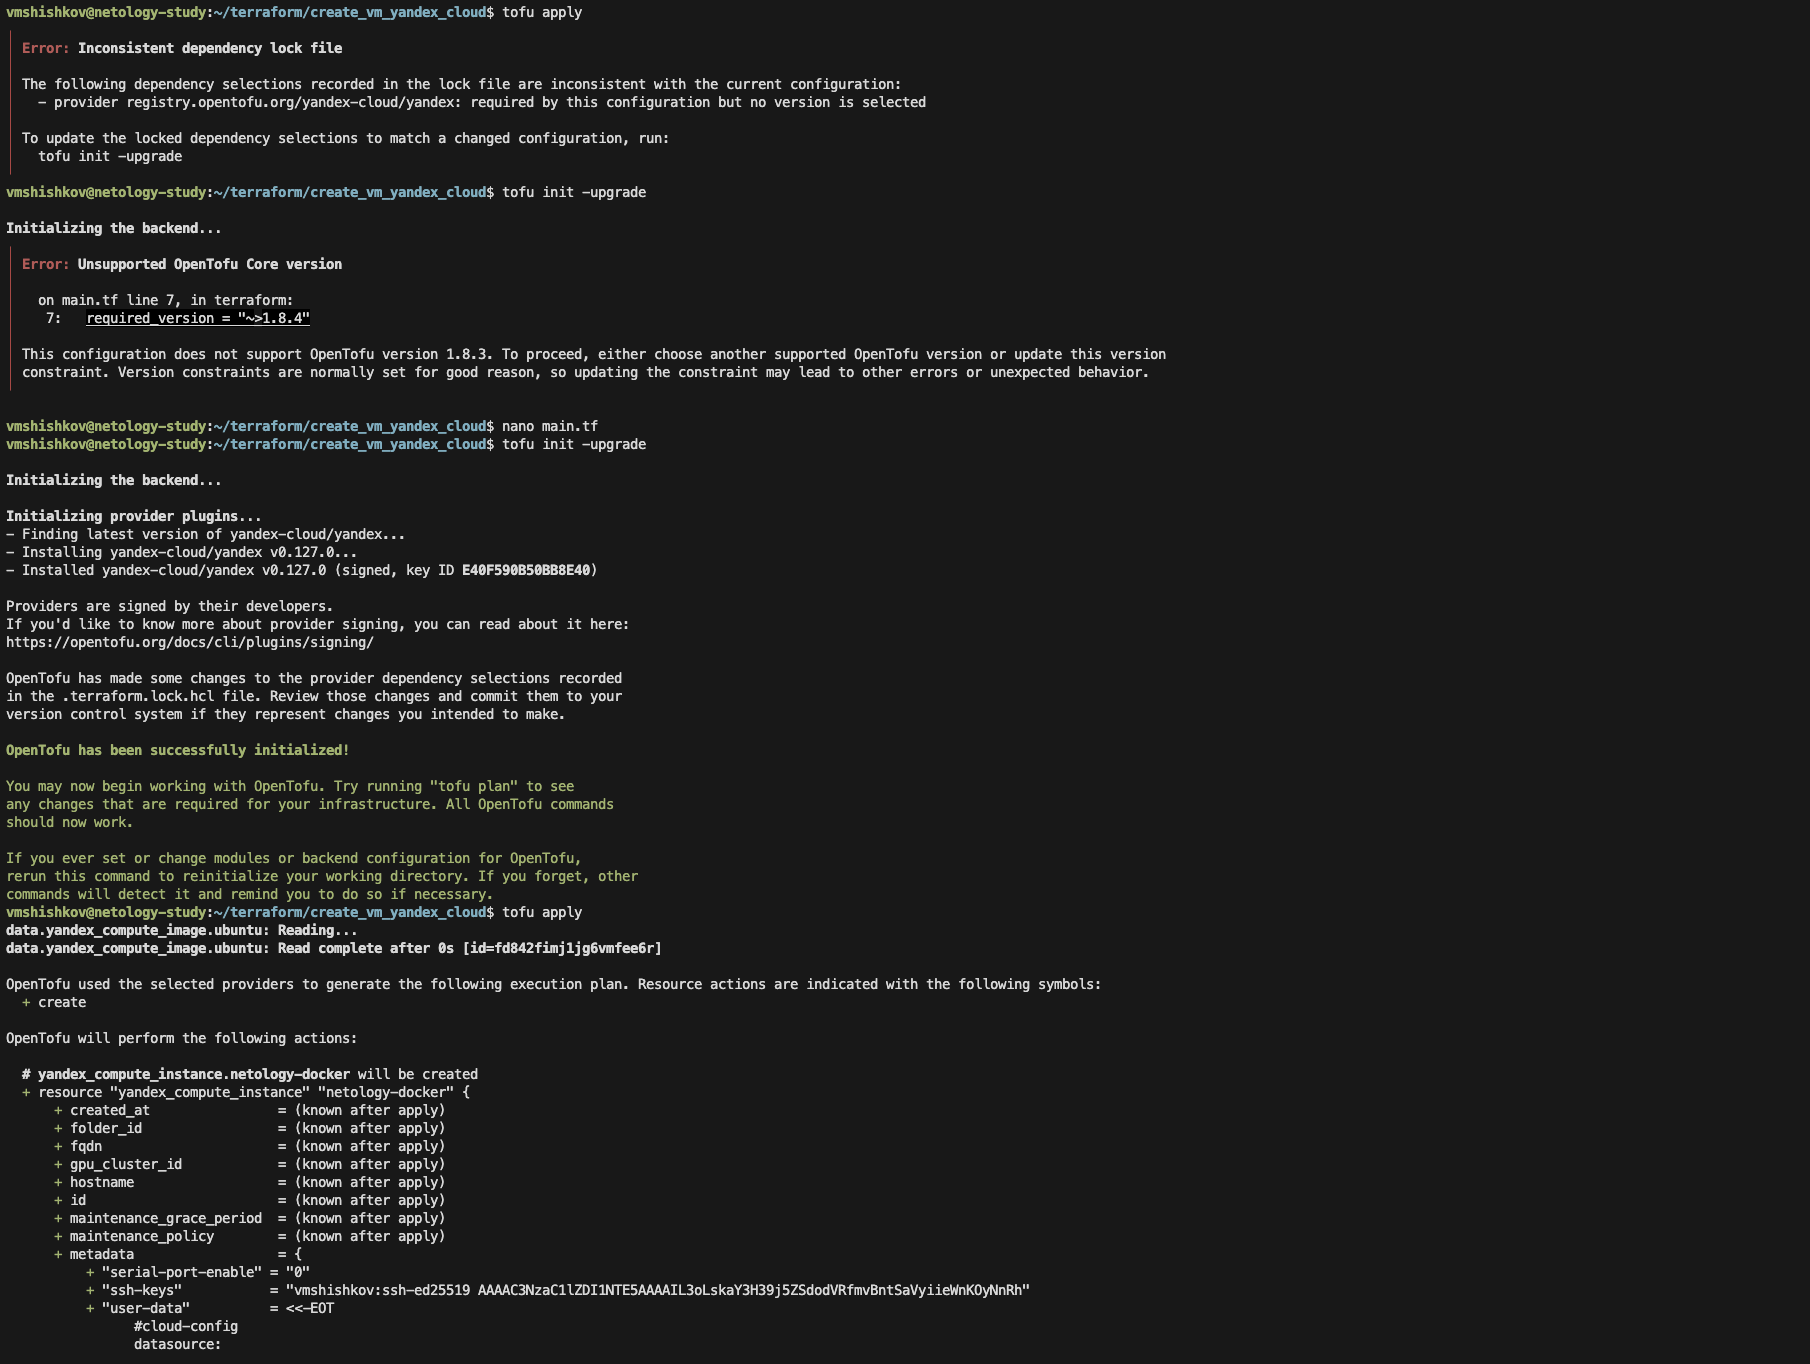 vmshishkov@netology-study:~/terraform/create_vm_yandex_cloud$ tofu apply
Error: Inconsistent dependency lock file
The following dependency selections recorded in the lock file are inconsistent with the current configuration:
- provider registry.opentofu.org/yandex-cloud/yandex: required by this configuration but no version is selected
To update the locked dependency selections to match a changed configuration, run:
tofu init -upgrade
vmshishkov@netology-study:~/terraform/create_vm_yandex_cloud$ tofu init -upgrade
Initializing the backend...
Error: Unsupported OpenTofu Core version
on main.tf line 7, in terraform:
7: required_version = "~>1.8.4"
This configuration does not support OpenTofu version 1.8.3. To proceed, either choose another supported OpenTofu version or update this version
constraint. Version constraints are normally set for good reason, so updating the constraint may lead to other errors or unexpected behavior.
vmshishkov@netology-study:~/terraform/create_vm_yandex_cloud$ nano main.tf
vmshishkov@netology-study:~/terraform/create_vm_yandex_cloud$ tofu init -upgrade
Initializing the backend...
Initializing provider plugins...
- Finding latest version of yandex-cloud/yandex...
- Installing yandex-cloud/yandex v0.127.0...
- Installed yandex-cloud/yandex v0.127.0 (signed, key ID E40F590B50BB8E40)
Providers are signed by their developers.
If you'd like to know more about provider signing, you can read about it here:
https://opentofu.org/docs/cli/plugins/signing/
OpenTofu has made some changes to the provider dependency selections recorded
in the .terraform.lock.hcl file. Review those changes and commit them to your
version control system if they represent changes you intended to make.
OpenTofu has been successfully initialized!
You may now begin working with OpenTofu. Try running "tofu plan" to see
any changes that are required for your infrastructure. All OpenTofu commands
should now work.
If you ever set or change modules or backend configuration for OpenTofu,
rerun this command to reinitialize your working directory. If you forget, other
commands will detect it and remind you to do so if necessary.
vmshishkov@netology-study:~/terraform/create_vm_yandex_cloud$ tofu apply
data.yandex_compute_image.ubuntu: Reading...
data.yandex_compute_image.ubuntu: Read complete after 0s [id=fd842fimj1jg6vmfee6r]
OpenTofu used the selected providers to generate the following execution plan. Resource actions are indicated with the following symbols:
+ create
OpenTofu will perform the following actions:
# yandex_compute_instance.netology-docker will be created
+ resource "yandex_compute_instance" "netology-docker" {
+ created_at = (known after apply)
+ folder_id = (known after apply)
+ fqdn = (known after apply)
+ gpu_cluster_id = (known after apply)
+ hostname = (known after apply)
+ id = (known after apply)
+ maintenance_grace_period = (known after apply)
+ maintenance_policy = (known after apply)
+ metadata = {
+ "serial-port-enable" = "0"
+ "ssh-keys" = "vmshishkov:ssh-ed25519 AAAAC3NzaC1lZDI1NTE5AAAAIL3oLskaY3H39j5ZSdodVRfmvBntSaVyiieWnKOyNnRh"
+ "user-data" = <<-EOT
#cloud-config
datasource: